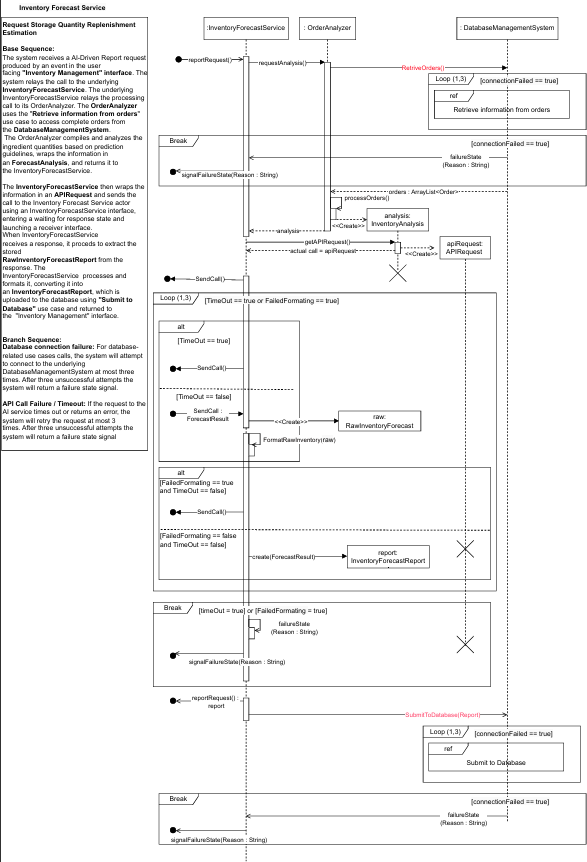 Inventory Forecast Service
Request Storage Quantity Replenishment
Estimation
Base Sequence:
The system receives a AI-Driven Report request
produced by an event in the user
facing "Inventory Management" interface. The
system relays the call to the underlying
InventoryForecastService. The underlying
InventoryForecastService relays the processing
call to its OrderAnalyzer. The OrderAnalyzer
uses the "Retrieve information from orders"
use case to access complete orders from
the DatabaseManagementSystem.
The OrderAnalyzer compiles and analyzes the
ingredient quantities based on prediction
guidelines, wraps the information in
an ForecastAnalysis, and returns it to
the InventoryForecastService.
The InventoryForecastService then wraps the
information in an APIRequest and sends the
call to the Inventory Forecast Service actor
using an InventoryForecastService interface,
entering a waiting for response state and
launching a receiver interface.
When InventoryForecastService
receives a response, it proceds to extract the
stored
RawInventoryForecastReport from the
response. The
InventoryForecastService processes and
formats it, converting it into
an InventoryForecastReport, which is
uploaded to the database using "Submit to
Database" use case and returned to
the "Inventory Management" interface.
Branch Sequence:
Database connection failure: For database-
related use cases calls, the system will attempt
to connect to the underlying
DatabaseManagementSystem at most three
times. After three unsuccessful attempts the
system will return a failure state signal.
API Call Failure / Timeout: If the request to the
AI service times out or returns an error, the
system will retry the request at most 3
times. After three unsuccessful attempts the
system will return a failure state signal
:InventoryForecastService
: OrderAnalyzer
: DatabaseManagementSystem
reportRequest()
requestAnalysis()
RetriveOrders()
Loop (1,3)
[connectionFailed == true]
ref
Retrieve information from orders
Break
[connectionFailed == true]
failureState
(Reason : String)
signalFailureState(Reason : String)
orders : ArrayList<Order>
processOrders()
<<Create>>
analysis:
InventoryAnalysis
analysis
getAPIRequest()
actual call = apiRequest
<<Create>>
apiRequest:
APIRequest
SendCall()
Loop (1,3)
[TimeOut == true or FailedFormating == true]
alt
[TimeOut == true]
SendCall()
[TimeOut == false]
SendCall :
ForecastResult
<<Create>>
raw:
RawInventoryForecast
FormatRawInventory(raw)
alt
[FailedFormating == true
and TimeOut == false]
SendCall()
[FailedFormating == false
and TimeOut == false]
create(ForecastResult)
report:
InventoryForecastReport
Break
[timeOut = true] or [FailedFormating = true]
failureState
(Reason : String)
signalFailureState(Reason : String)
reportRequest() :
report
SubmitToDatabase(Report)
Loop (1,3)
[connectionFailed == true]
ref
Submit to Database
Break
[connectionFailed == true]
failureState
(Reason : String)
signalFailureState(Reason : String)